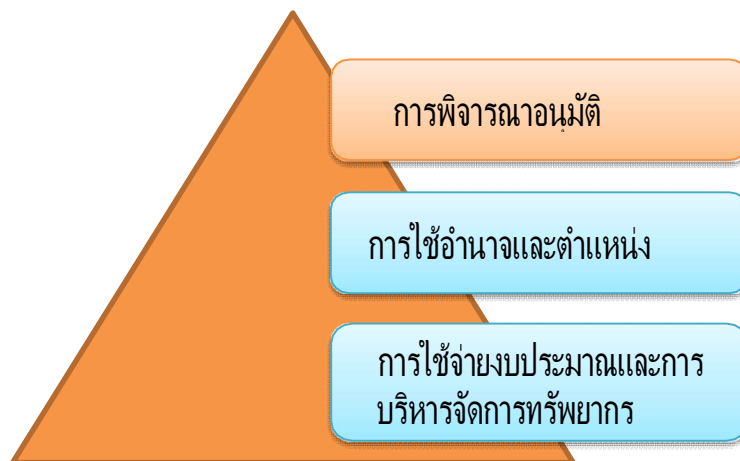 การพิจารณาอนุมัติ
การใช้อำนาจและตำแหน่ง
การใช้จ่ายงบประมาณและการ
บริหารจัดการทรัพยากร